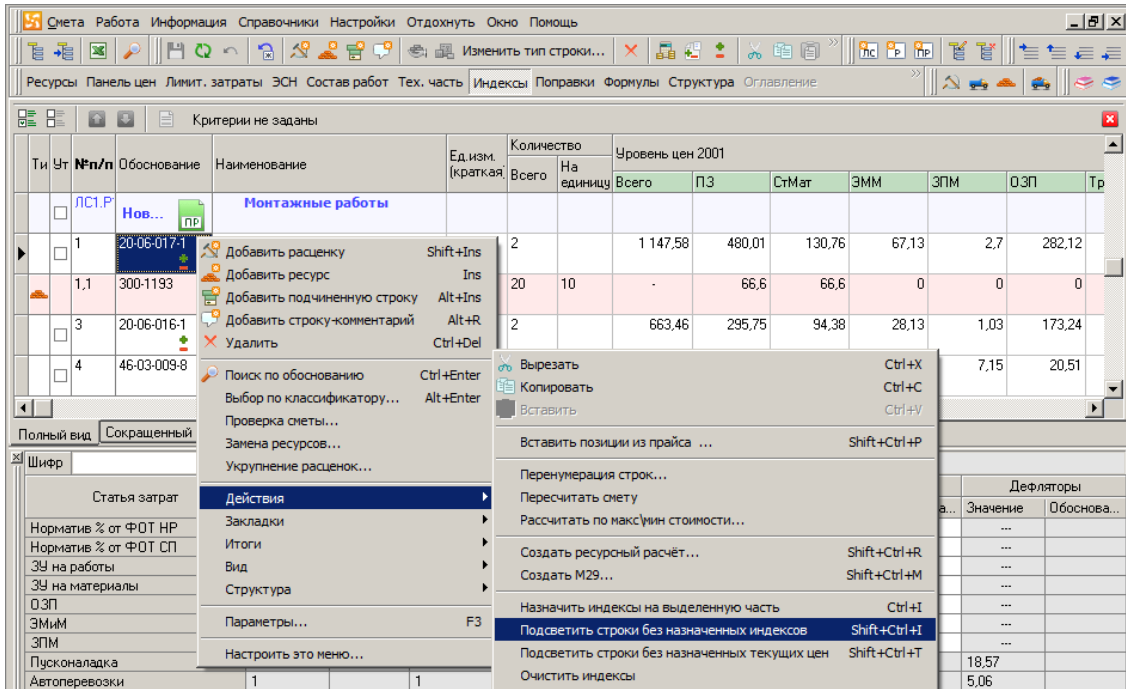 Смета Работа Информация Справочники Настройки Отдохнуть Окно Помощь
Изменить тип строки...
ЛС Р ПР
Ресурсы Панель цен Лимит. затраты ЭСН Состав работ Тех. часть Индексы Поправки Формулы Структура Оглавление
Критерии не заданы
Ти Ут №п/п Обоснование Наименование Ед.изм. (краткая) Количество Уровень цен 2001
Всего На единицу Всего ПЗ СтМат ЭММ ЗПМ ОЗП Тр
ЛС1.Р Нов... ПР Монтажные работы
1 20-06-017-1 2 1 147,58 480,01 130,76 67,13 2,7 282,12
1,1 300-1193 20 10 - 66,6 66,6 0 0 0
3 20-06-016-1 2 663,46 295,75 94,38 28,13 1,03 173,24
4 46-03-009-8 7,15 20,51
Добавить расценку Shift+Ins
Добавить ресурс Ins
Добавить подчиненную строку Alt+Ins
Добавить строку-комментарий Alt+R
Удалить Ctrl+Del
Поиск по обоснованию Ctrl+Enter
Выбор по классификатору... Alt+Enter
Проверка сметы...
Замена ресурсов...
Укрупнение расценок...
Действия
Закладки
Итоги
Вид
Структура
Параметры... F3
Настроить это меню...
Вырезать Ctrl+X
Копировать Ctrl+C
Вставить Ctrl+V
Вставить позиции из прайса ... Shift+Ctrl+P
Перенумерация строк...
Пересчитать смету
Рассчитать по макс\мин стоимости...
Создать ресурсный расчёт... Shift+Ctrl+R
Создать М29... Shift+Ctrl+M
Назначить индексы на выделенную часть Ctrl+I
Подсветить строки без назначенных индексов Shift+Ctrl+I
Подсветить строки без назначенных текущих цен Shift+Ctrl+T
Очистить индексы
Полный вид Сокращенный
Шифр
Статья затрат Дефляторы
а... Значение Обоснова...
Норматив % от ФОТ НР ---
Норматив % от ФОТ СП ---
ЗУ на работы ---
ЗУ на материалы ---
ОЗП ---
ЭМиМ ---
ЗПМ ---
Пусконаладка 18,57
Автоперевозки 1 1 5,06